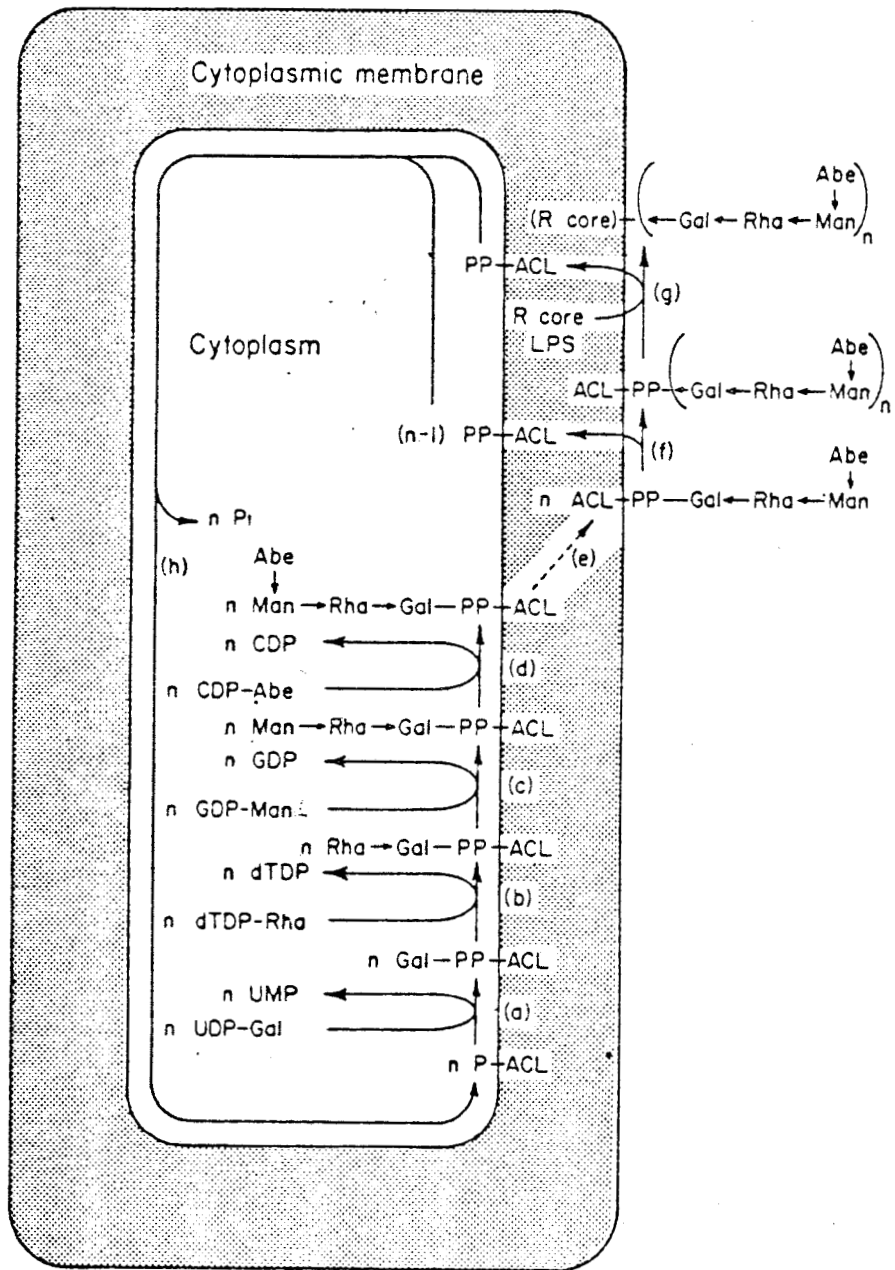 Cytoplasmic membrane
Abe
(R core)-(←Gal←Rha←Man)n
PP-ACL
(g)
R core
LPS
Cytoplasm
Abe
ACL-PP-(←Gal←Rha←Man)n
(n-1) PP-ACL
(f)
Abe
n ACL-PP-Gal←Rha←Man
n Pi
(e)
(h)
Abe
n Man→Rha→Gal-PP-ACL
n CDP
(d)
n CDP-Abe
n Man→Rha→Gal-PP-ACL
n GDP
(c)
n GDP-Man
n Rha→Gal-PP-ACL
n dTDP
(b)
n dTDP-Rha
n Gal-PP-ACL
n UMP
(a)
n UDP-Gal
n P-ACL